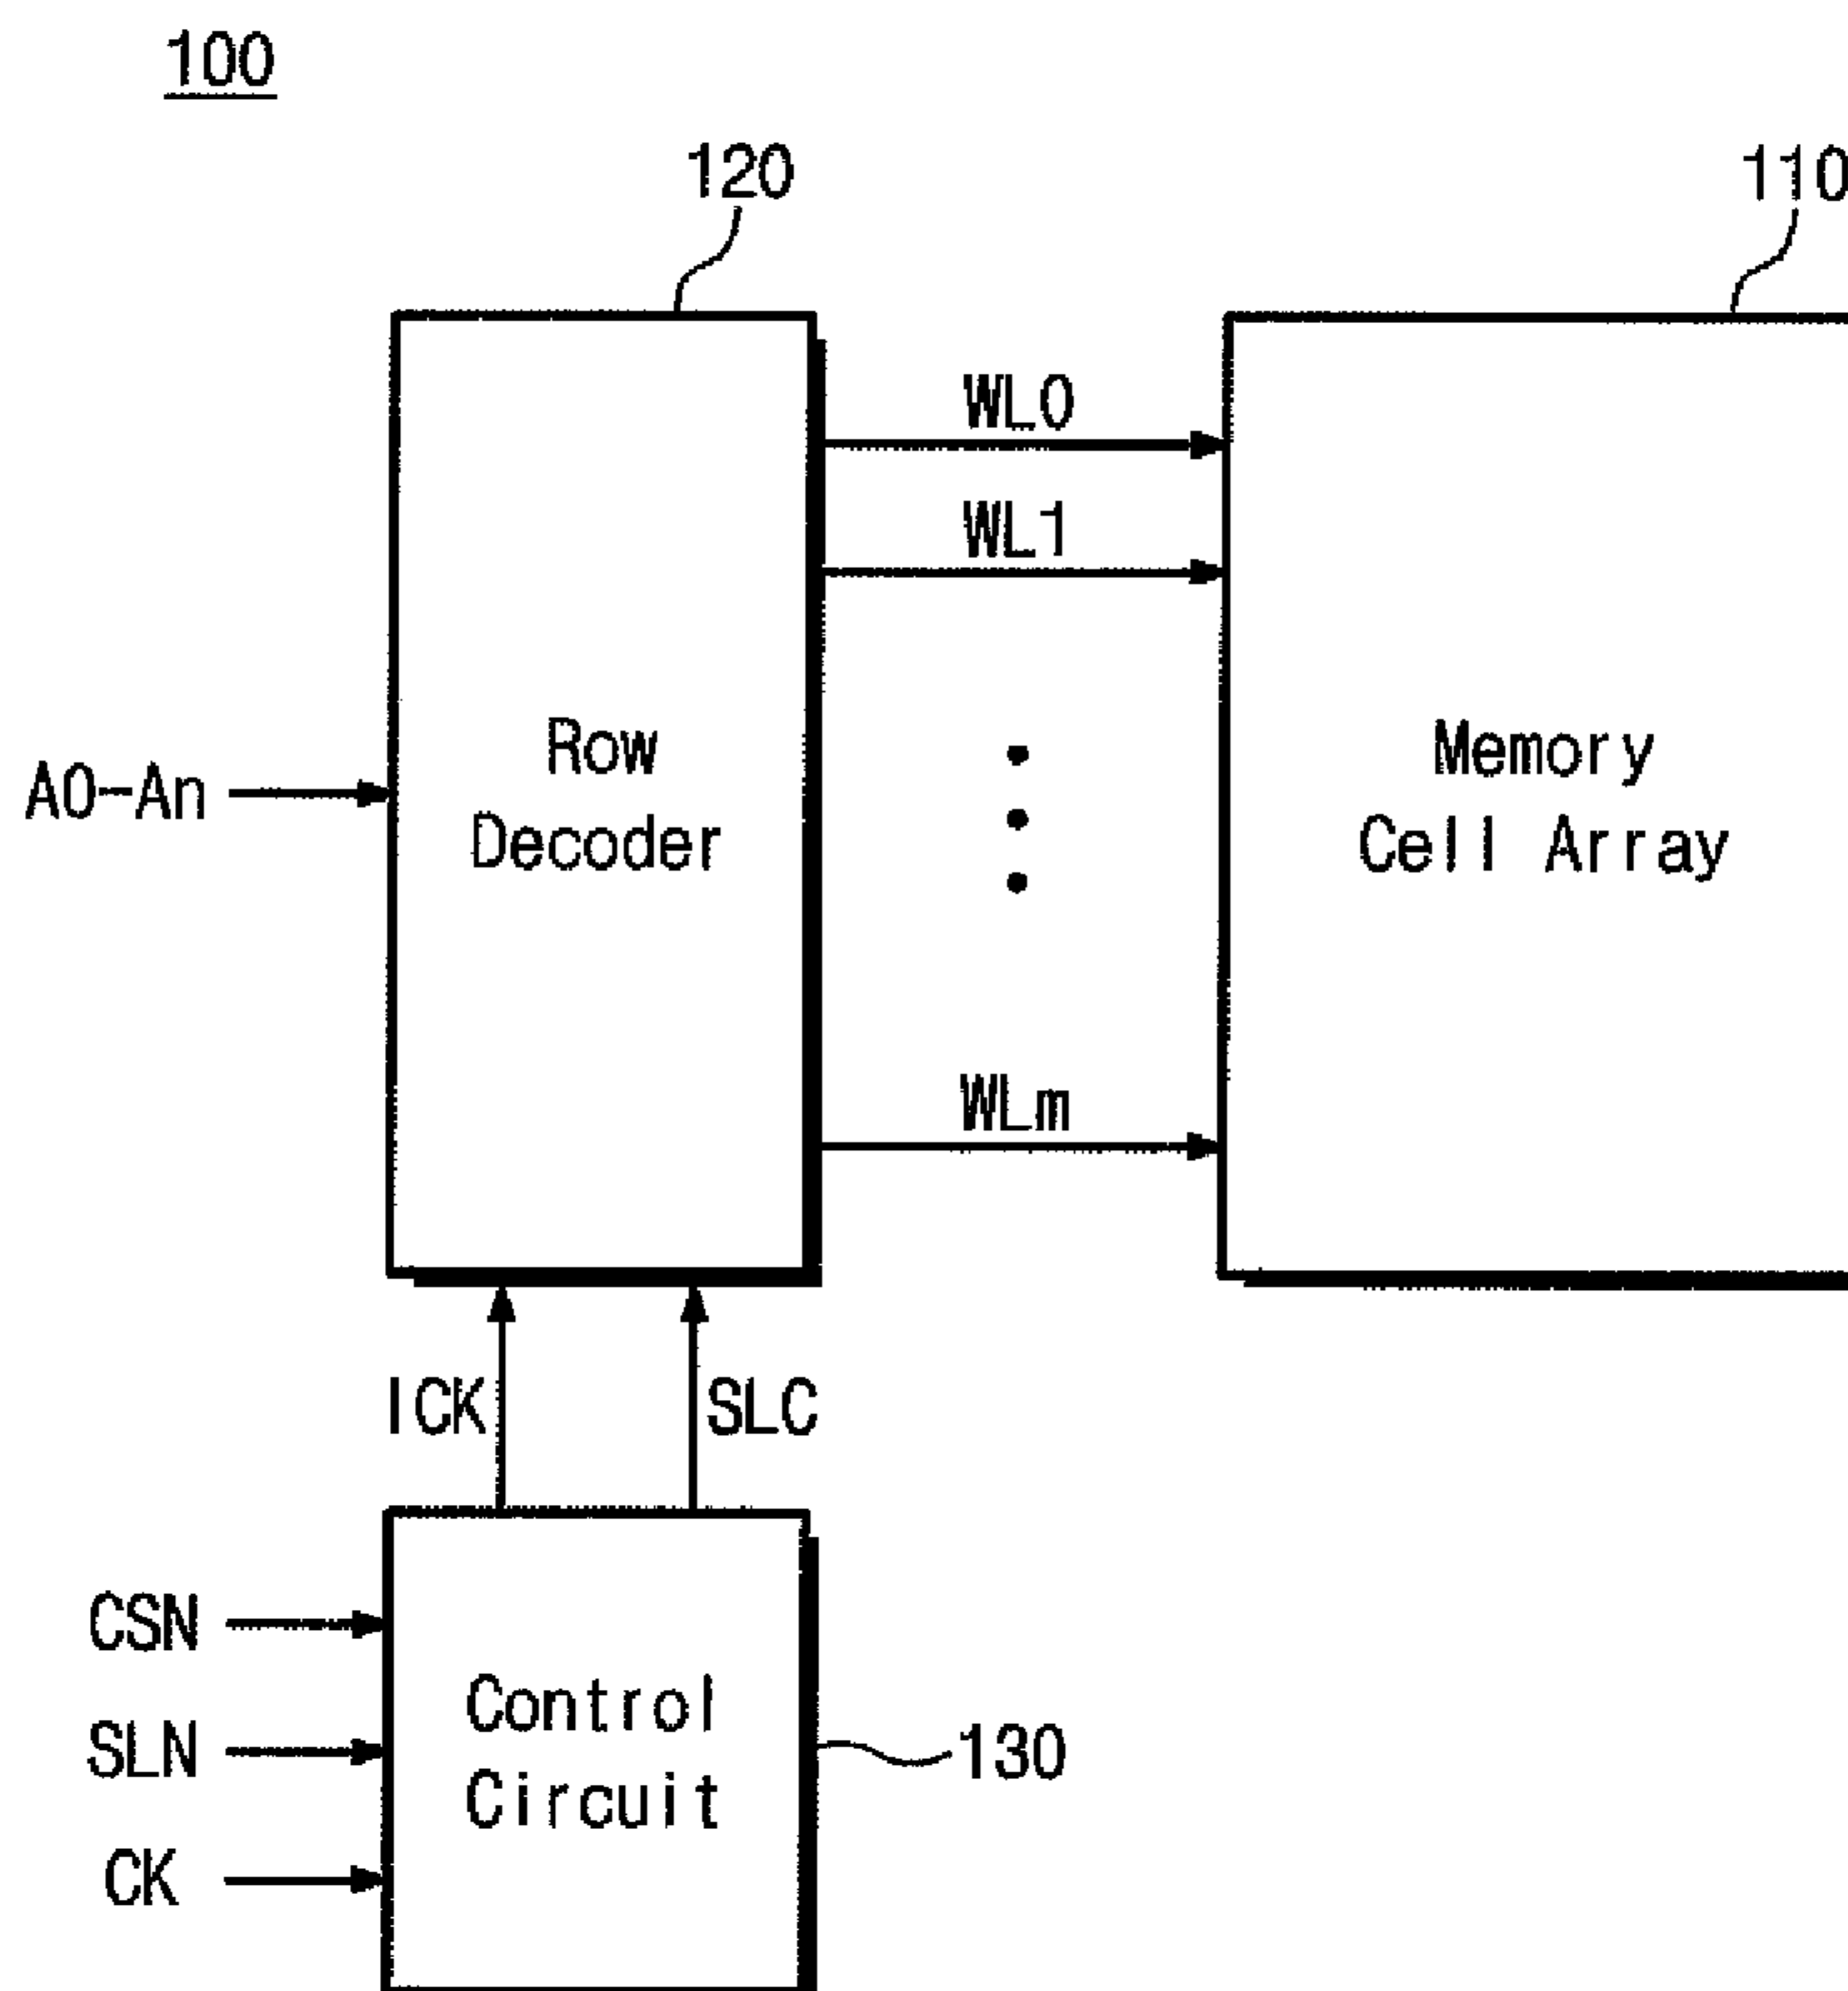 100
120
110
WL0
WL1
Row
Decoder
A0-An
Memory
Cell Array
WLm
ICK
SLC
CSN
SLN
CK
Control
Circuit
130